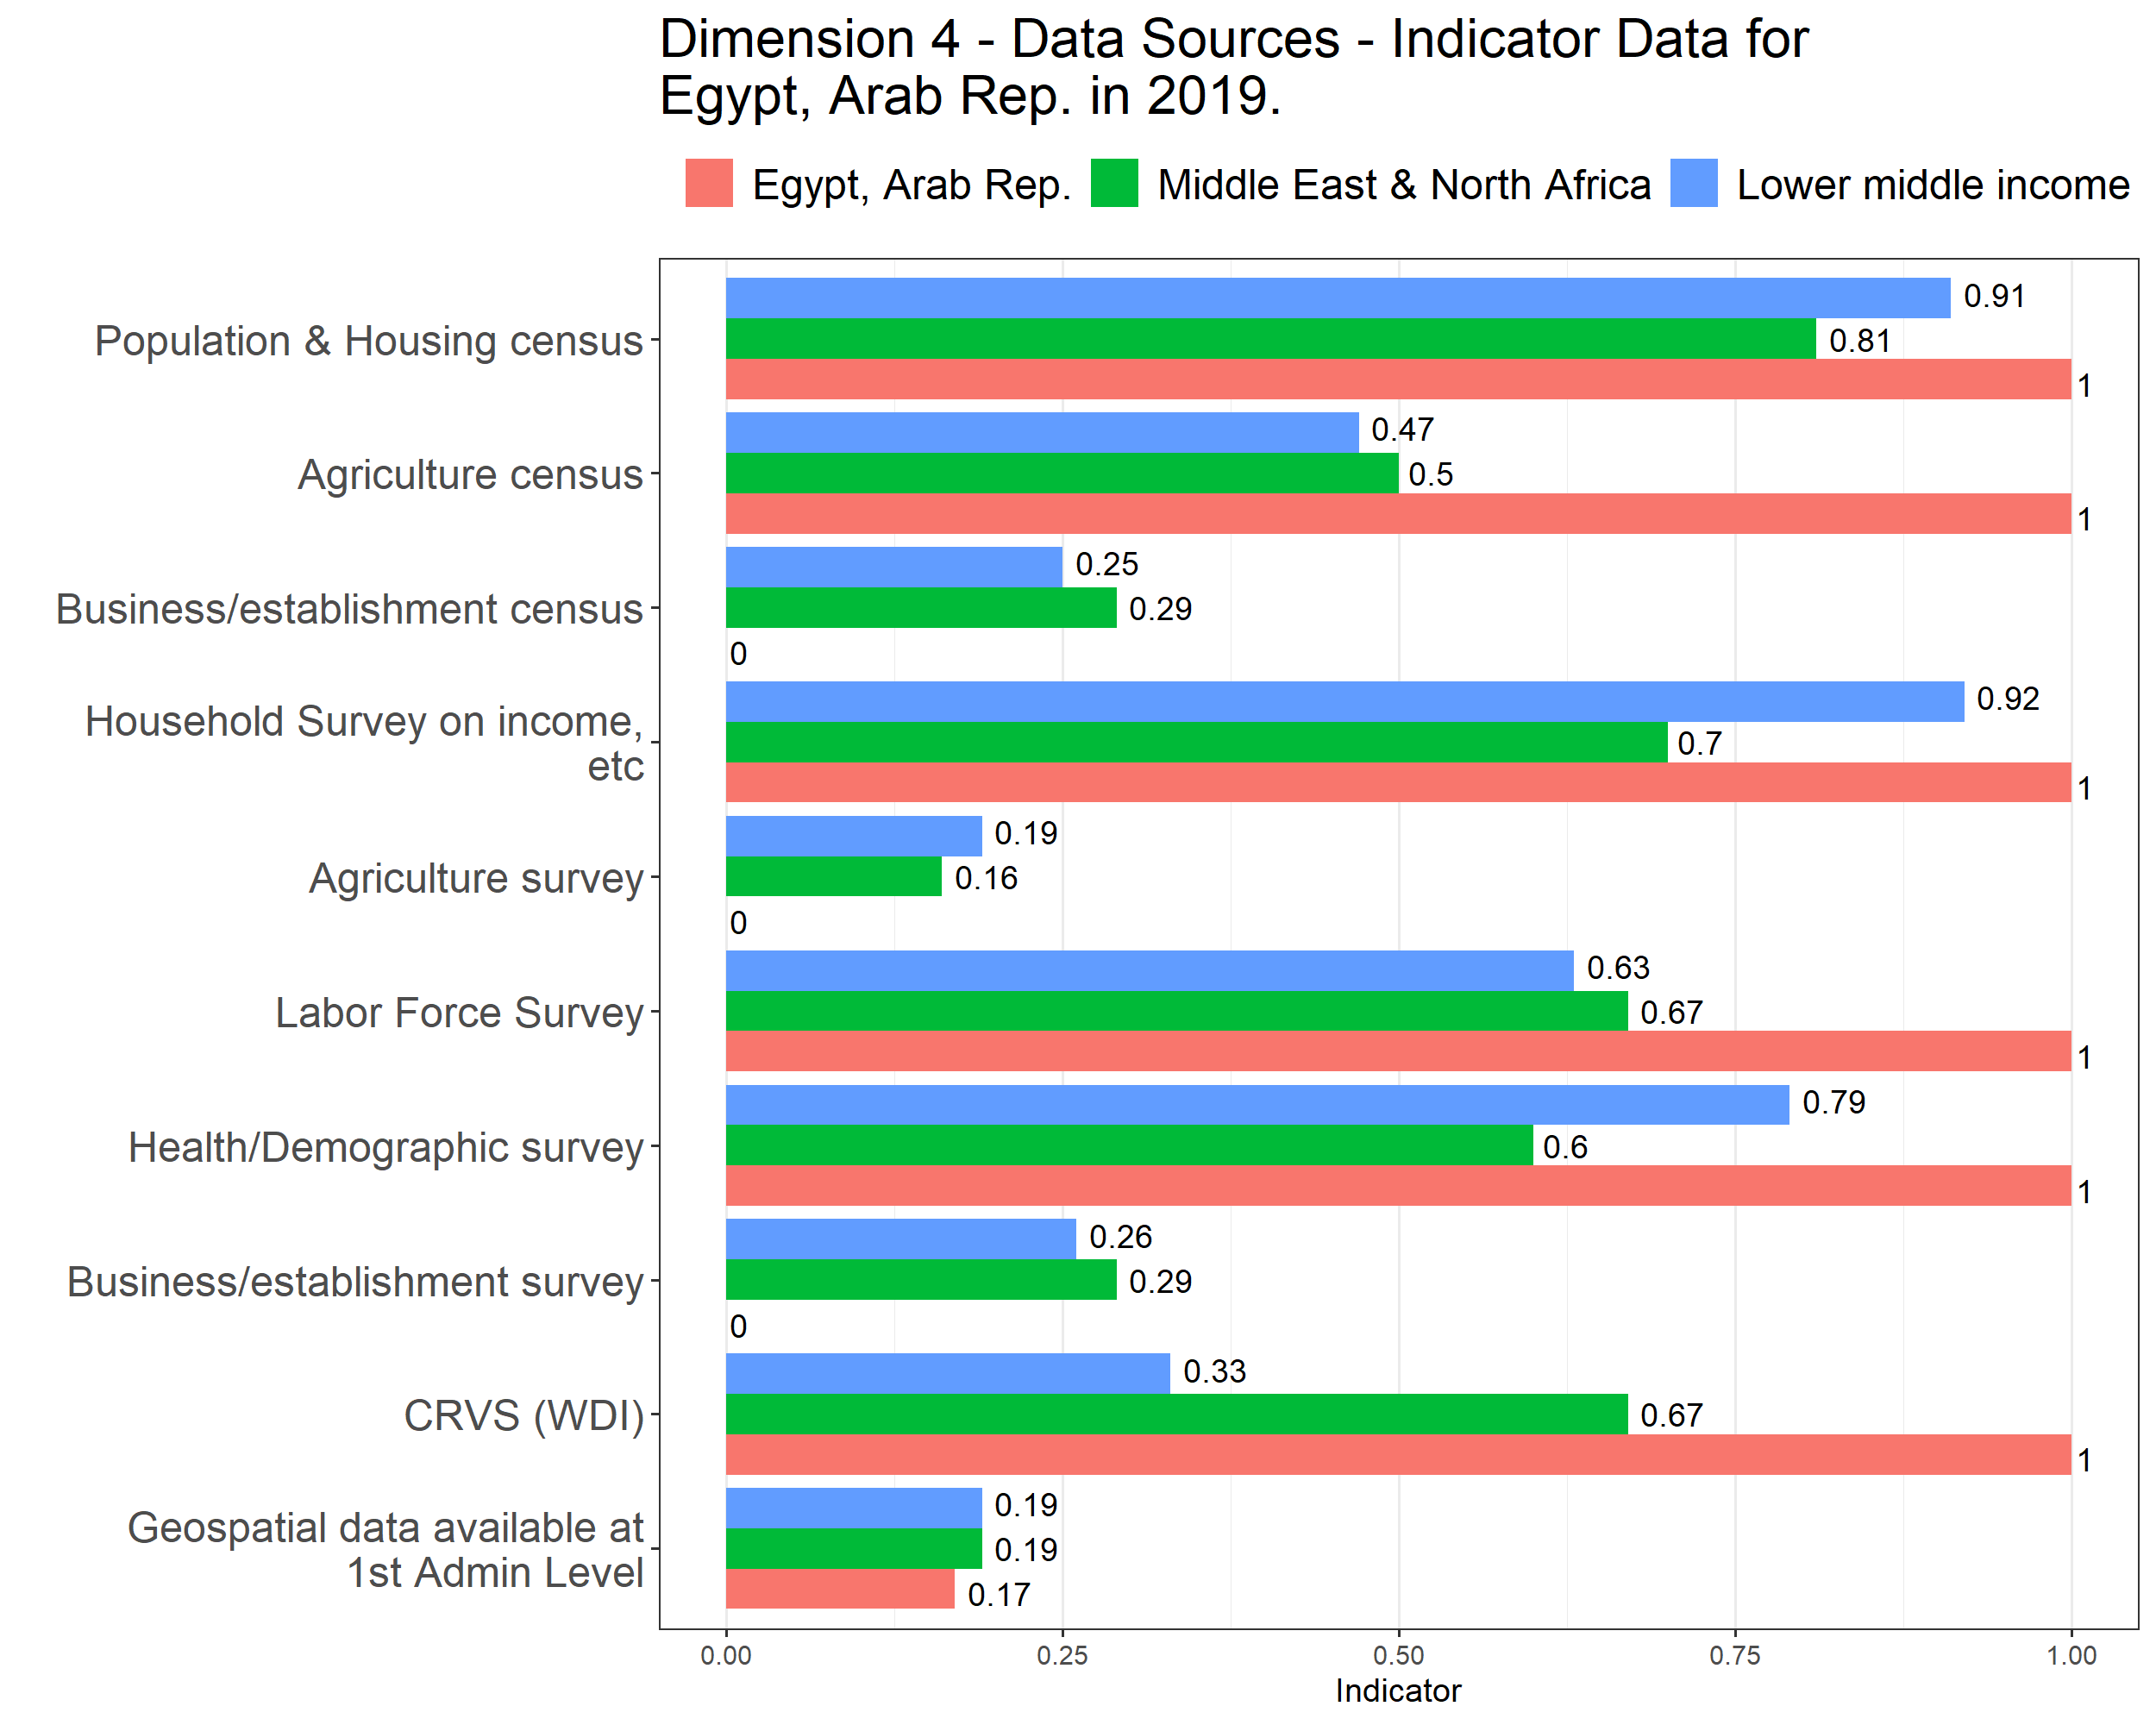 Dimension 4 - Data Sources - Indicator Data for
Egypt, Arab Rep. in 2019.
Egypt, Arab Rep. Middle East & North Africa Lower middle income
Population & Housing census
0.91
0.81
1
Agriculture census
0.47
0.5
1
Business/establishment census
0.25
0.29
0
Household Survey on income,
etc
0.92
0.7
1
Agriculture survey
0.19
0.16
0
Labor Force Survey
0.63
0.67
1
Health/Demographic survey
0.79
0.6
1
Business/establishment survey
0.26
0.29
0
CRVS (WDI)
0.33
0.67
1
Geospatial data available at
1st Admin Level
0.19
0.19
0.17
0.00 0.25 0.50 0.75 1.00
Indicator